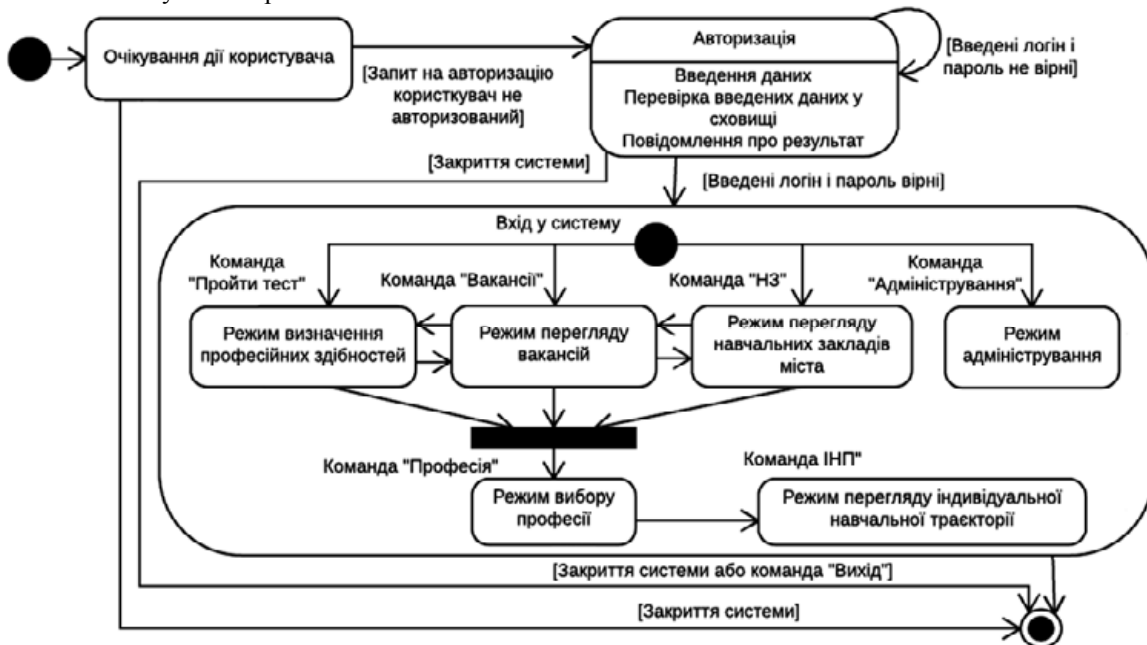 Очікування дії користувача
[Запит на авторизацію
користкувач не
авторизований]
Авторизація
Введення даних
Перевірка введених даних у
сховищі
Повідомлення про результат
[Введені логін і
пароль не вірні]
[Закриття системи]
[Введені логін і пароль вірні]
Вхід у систему
Команда
"Пройти тест"
Команда "Вакансії"
Команда "НЗ"
Команда
"Адміністрування"
Режим визначення
професійних здібностей
Режим перегляду
вакансій
Режим перегляду
навчальних закладів
міста
Режим
адміністрування
Команда "Професія"
Команда ІНП"
Режим вибору
професії
Режим перегляду індивідуальної
навчальної траєкторії
[Закриття системи або команда "Вихід"]
[Закриття системи]